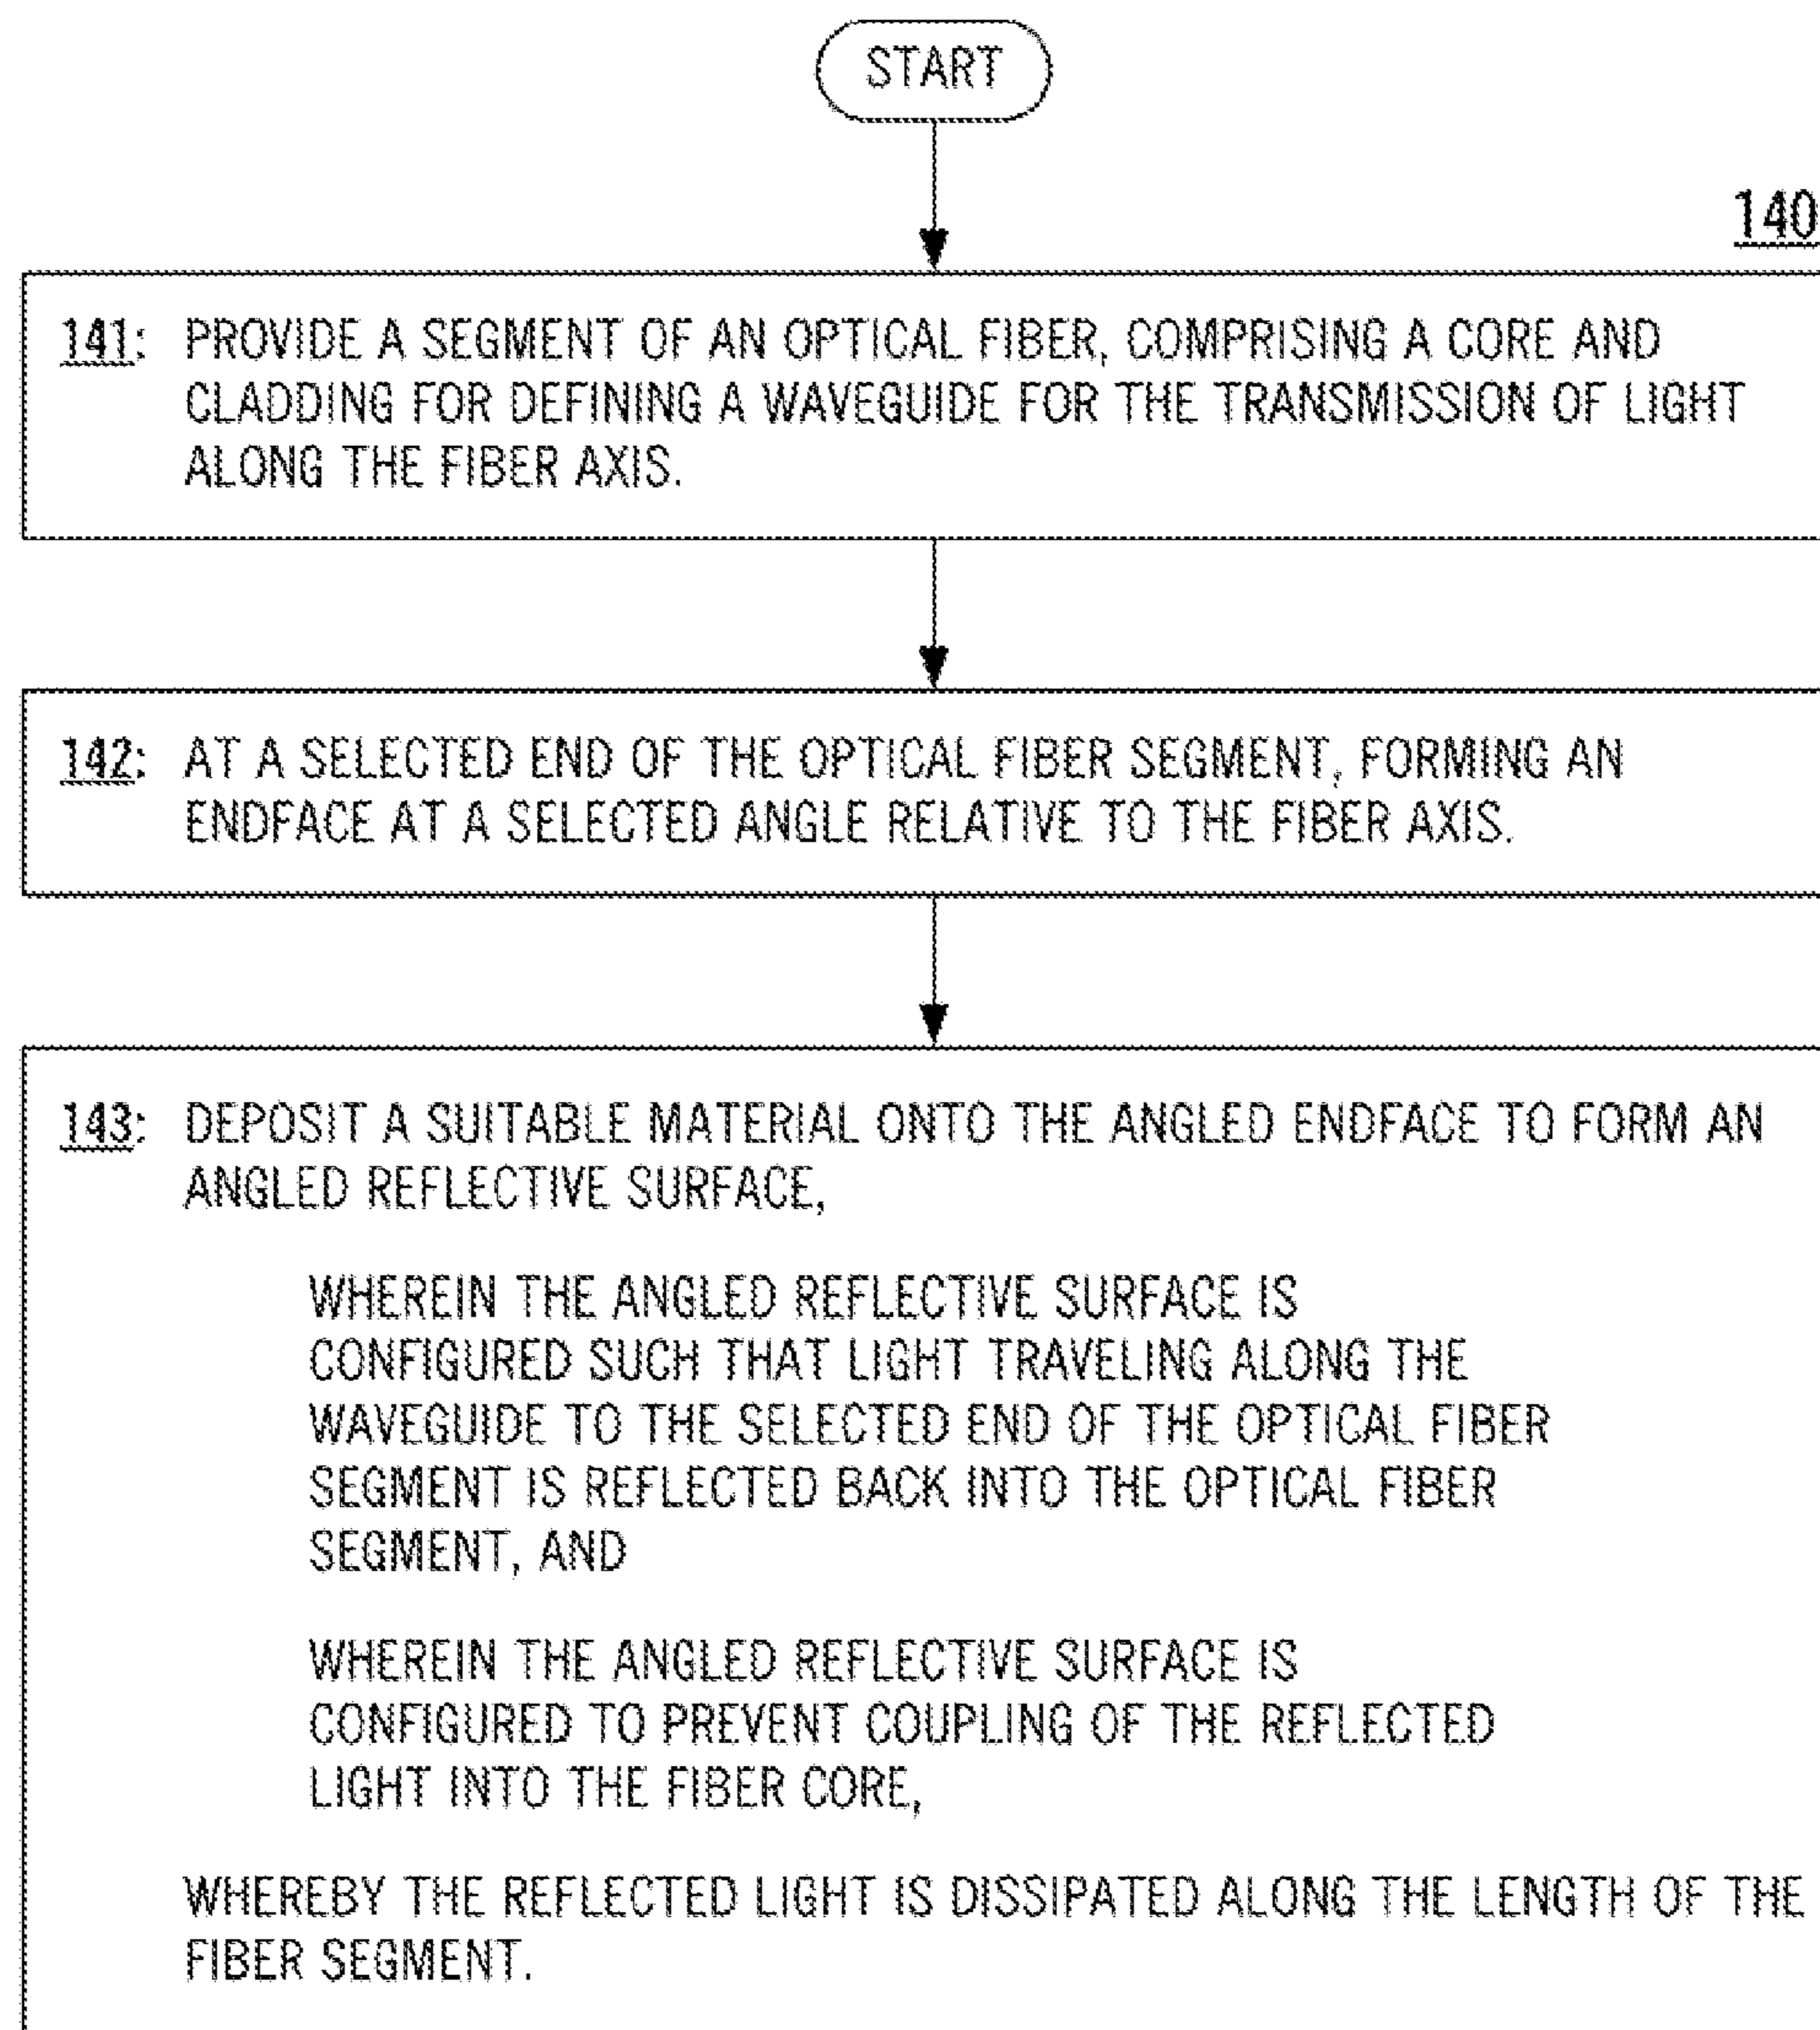 START
140
141: PROVIDE A SEGMENT OF AN OPTICAL FIBER, COMPRISING A CORE AND
CLADDING FOR DEFINING A WAVEGUIDE FOR THE TRANSMISSION OF LIGHT
ALONG THE FIBER AXIS.
142: AT A SELECTED END OF THE OPTICAL FIBER SEGMENT, FORMING AN
ENDFACE AT A SELECTED ANGLE RELATIVE TO THE FIBER AXIS.
143: DEPOSIT A SUITABLE MATERIAL ONTO THE ANGLED ENDFACE TO FORM AN
ANGLED REFLECTIVE SURFACE,
WHEREIN THE ANGLED REFLECTIVE SURFACE IS
CONFIGURED SUCH THAT LIGHT TRAVELING ALONG THE
WAVEGUIDE TO THE SELECTED END OF THE OPTICAL FIBER
SEGMENT IS REFLECTED BACK INTO THE OPTICAL FIBER
SEGMENT, AND
WHEREIN THE ANGLED REFLECTIVE SURFACE IS
CONFIGURED TO PREVENT COUPLING OF THE REFLECTED
LIGHT INTO THE FIBER CORE,
WHEREBY THE REFLECTED LIGHT IS DISSIPATED ALONG THE LENGTH OF THE
FIBER SEGMENT.